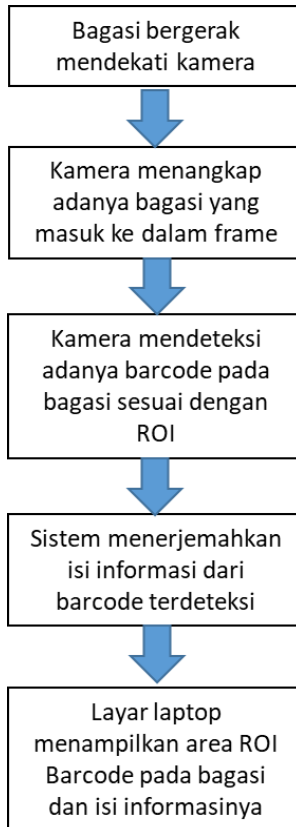 Bagasi bergerak
mendekati kamera
Kamera menangkap
adanya bagasi yang
masuk ke dalam frame
Kamera mendeteksi
adanya barcode pada
bagasi sesuai dengan
ROI
Sistem menerjemahkan
isi informasi dari
barcode terdeteksi
Layar laptop
menampilkan area ROI
Barcode pada bagasi
dan isi informasinya